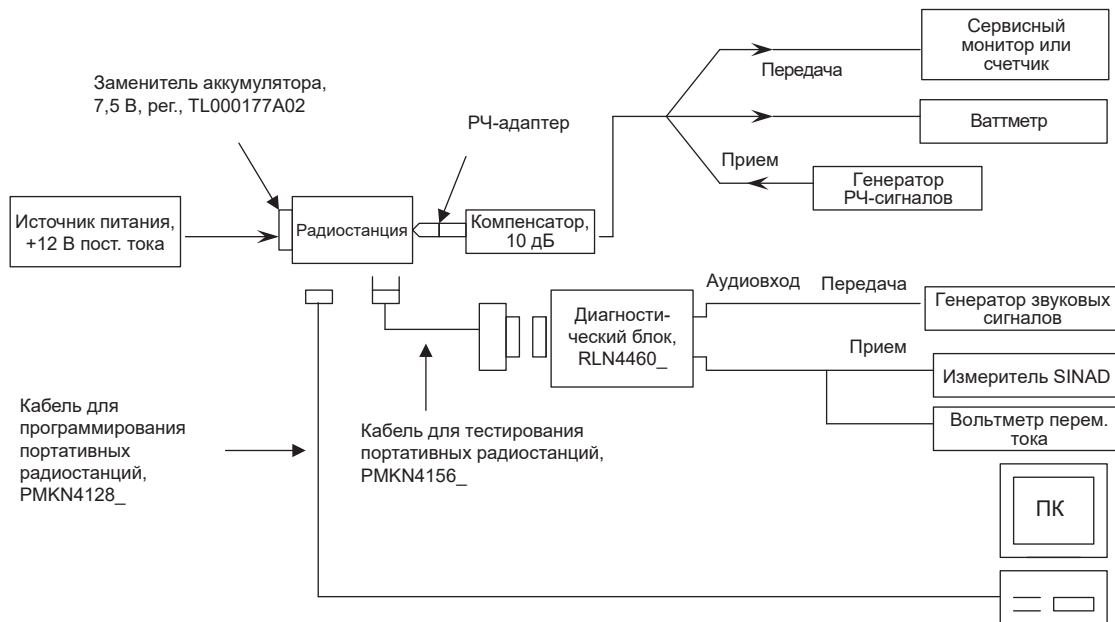 Сервисный
монитор или
счетчик
Передача
Заменитель аккумулятора,
7,5 В, рег., TL000177A02
РЧ-адаптер
Ваттметр
Прием
Генератор
РЧ-сигналов
Источник питания,
+12 В пост. тока
Радиостанция
Компенсатор,
10 дБ
Аудиовход
Передача
Генератор звуковых
сигналов
Диагности-
ческий блок,
RLN4460_
Прием
Измеритель SINAD
Вольтметр перем.
тока
Кабель для
программирования
портативных
радиостанций,
PMKN4128_
Кабель для тестирования
портативных радиостанций,
PMKN4156_
ПК